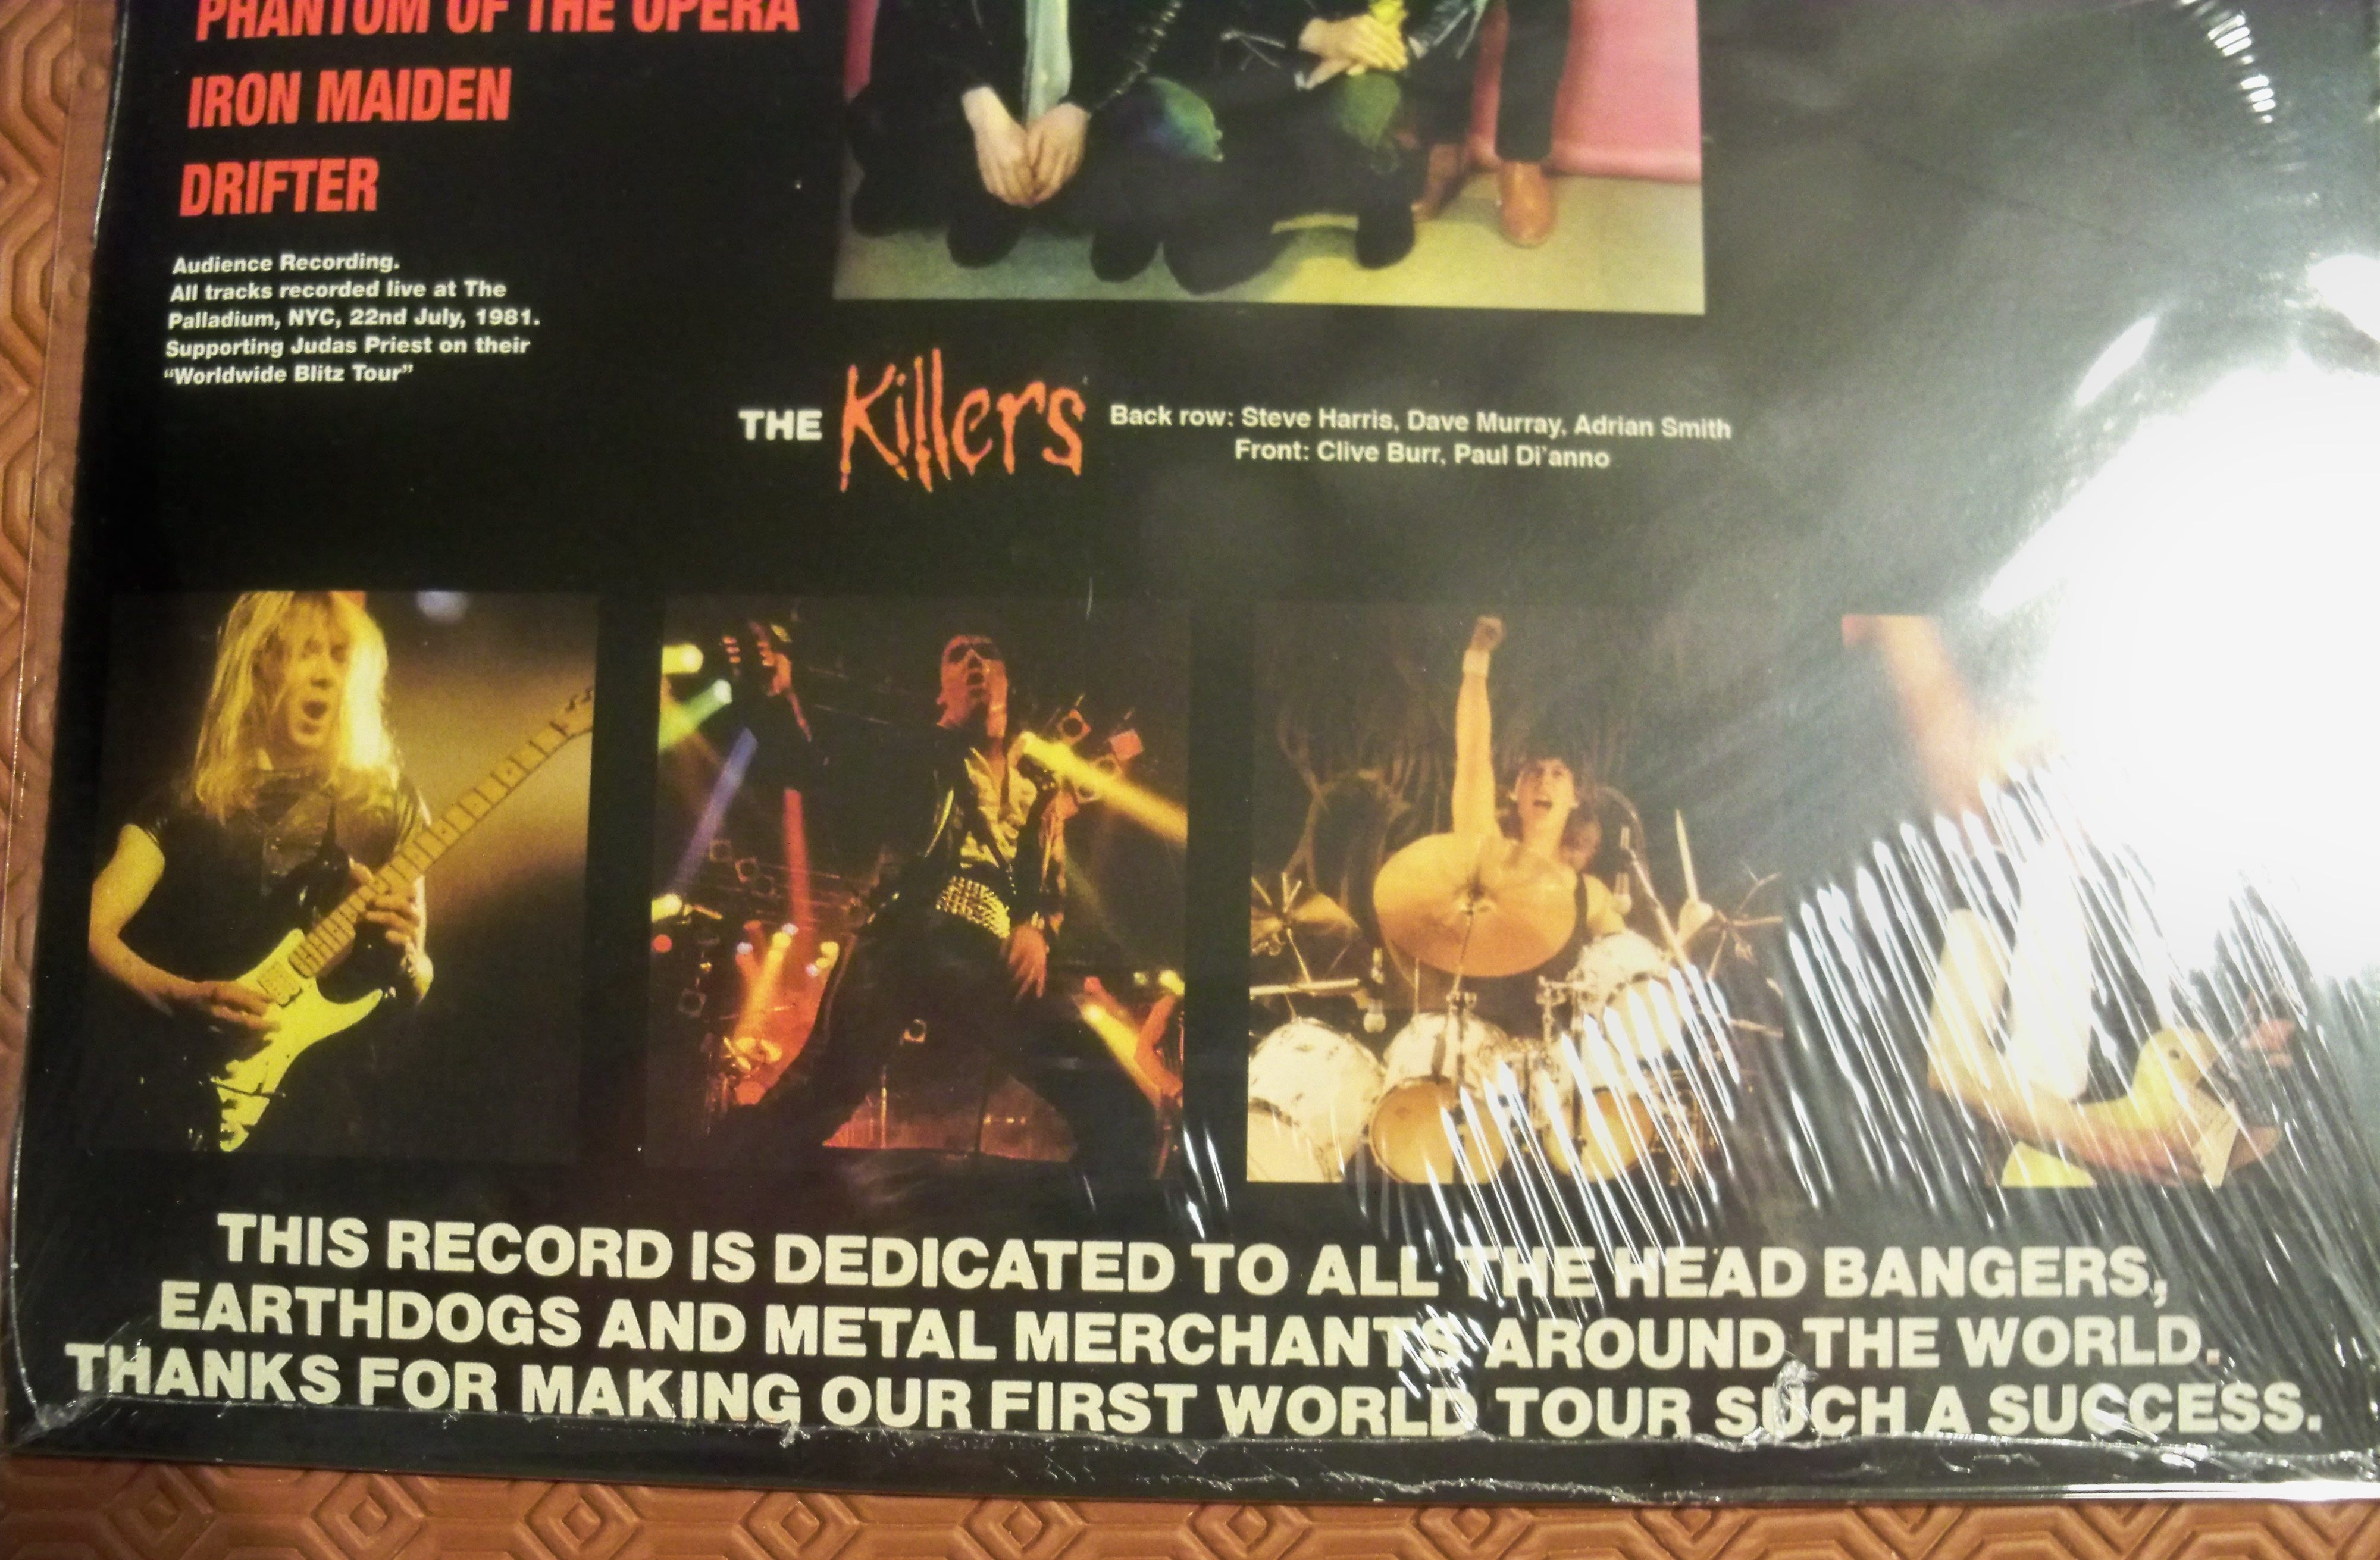 PHANTOM OF THE OPERA
IRON MAIDEN
DRIFTER
Audience Recording.
All tracks recorded live at The
Palladium, NYC, 22nd July, 1981.
Supporting Judas Priest on their
“Worldwide Blitz Tour”
THE Killers
Back row: Steve Harris, Dave Murray, Adrian Smith
Front: Clive Burr, Paul Di'anno
THIS RECORD IS DEDICATED TO ALL THE HEAD BANGERS,
EARTHDOGS AND METAL MERCHANTS AROUND THE WORLD.
THANKS FOR MAKING OUR FIRST WORLD TOUR SUCH A SUCCESS.